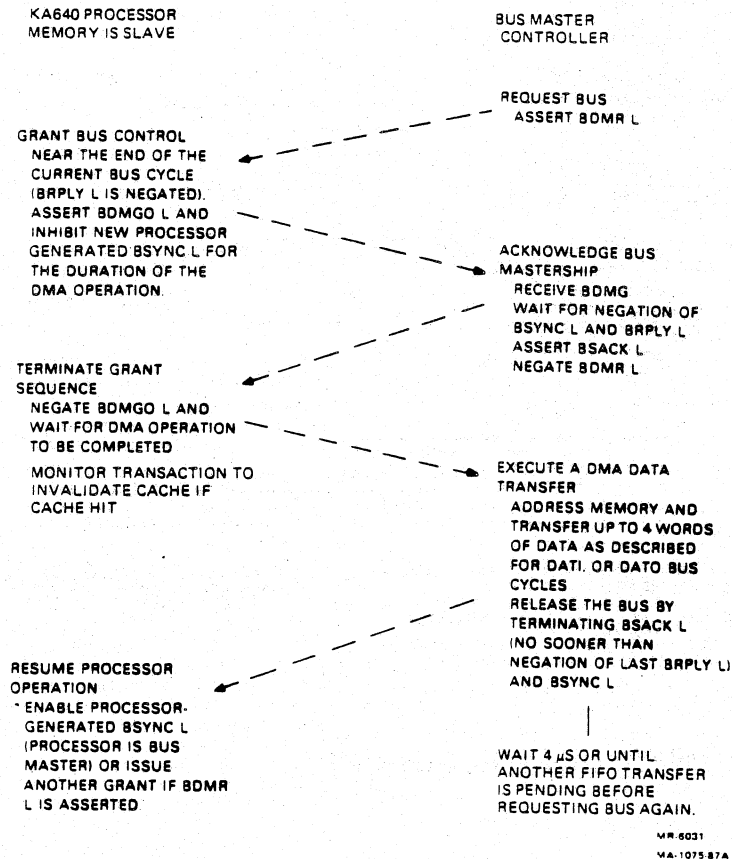 KA640 PROCESSOR
MEMORY IS SLAVE
BUS MASTER
CONTROLLER
REQUEST BUS
ASSERT BDMR L
GRANT BUS CONTROL
NEAR THE END OF THE
CURRENT BUS CYCLE
(BRPLY L IS NEGATED).
ASSERT BDMGO L AND
INHIBIT NEW PROCESSOR
GENERATED BSYNC L FOR
THE DURATION OF THE
DMA OPERATION.
ACKNOWLEDGE BUS
MASTERSHIP
RECEIVE BDMG
WAIT FOR NEGATION OF
BSYNC L AND BRPLY L
ASSERT BSACK L
NEGATE BDMR L
TERMINATE GRANT
SEQUENCE
NEGATE BDMGO L AND
WAIT FOR DMA OPERATION
TO BE COMPLETED
MONITOR TRANSACTION TO
INVALIDATE CACHE IF
CACHE HIT
EXECUTE A DMA DATA
TRANSFER
ADDRESS MEMORY AND
TRANSFER UP TO 4 WORDS
OF DATA AS DESCRIBED
FOR DATI. OR DATO BUS
CYCLES
RELEASE THE BUS BY
TERMINATING BSACK L
(NO SOONER THAN
NEGATION OF LAST BRPLY L)
AND BSYNC L
RESUME PROCESSOR
OPERATION
ENABLE PROCESSOR-
GENERATED BSYNC L
(PROCESSOR IS BUS
MASTER) OR ISSUE
ANOTHER GRANT IF BDMR
L IS ASSERTED.
WAIT 4 µS OR UNTIL
ANOTHER FIFO TRANSFER
IS PENDING BEFORE
REQUESTING BUS AGAIN.
MR-6031
MA-1075-87A